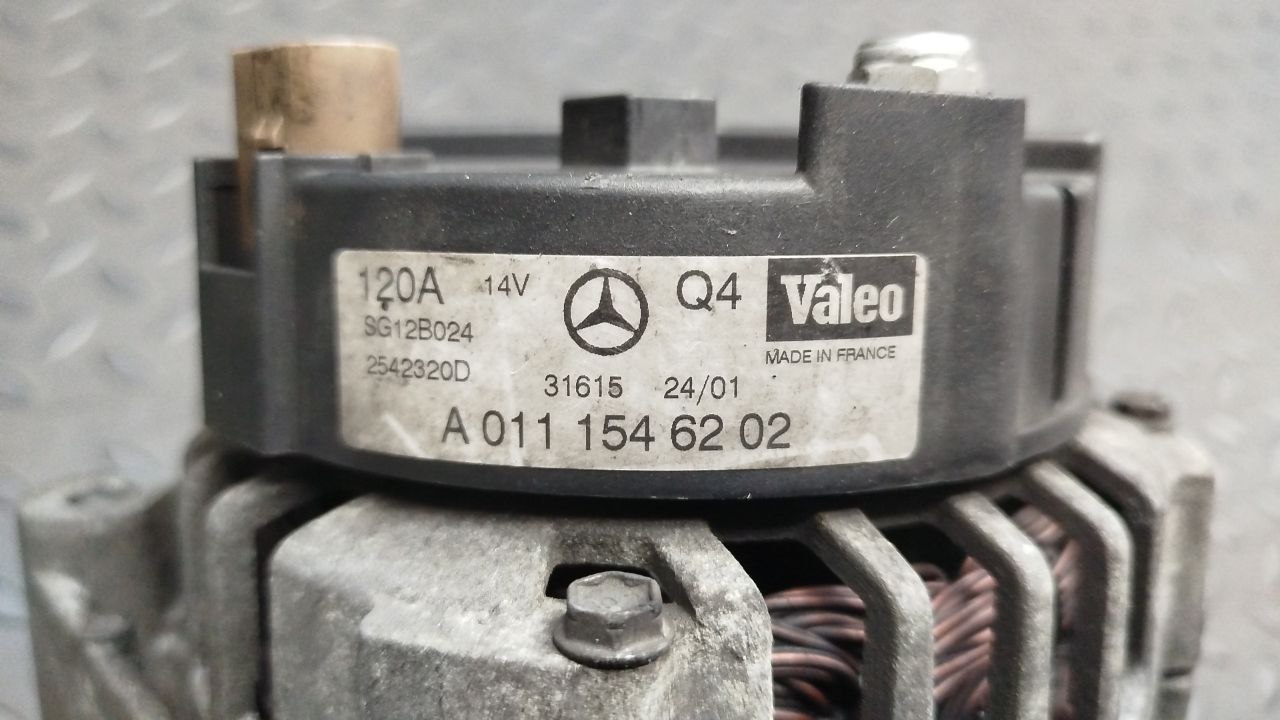 120A 14V Q4 Valeo
SG12B024
MADE IN FRANCE
2542320D
31615 24/01
A 011 154 62 02